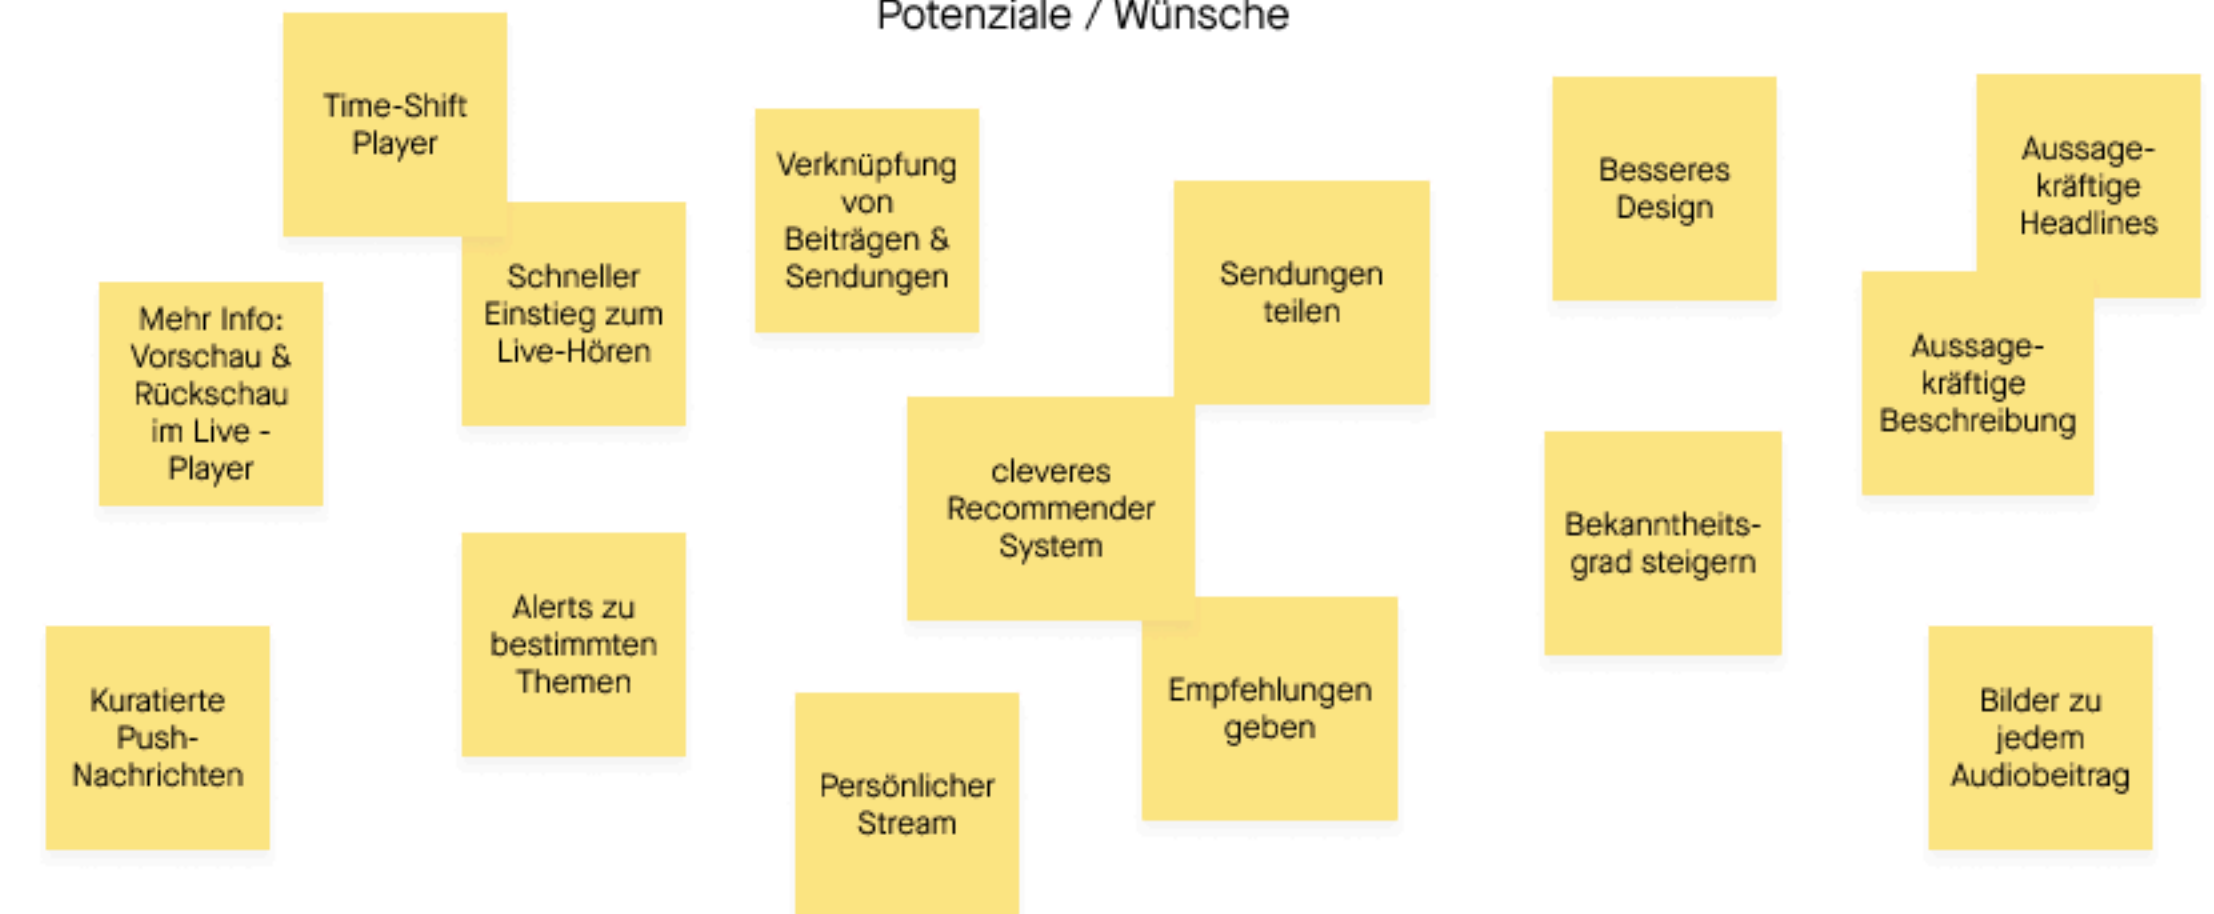 Potenziale / Wünsche
Time-Shift
Player
Schneller
Einstieg zum
Live-Hören
Mehr Info:
Vorschau &
Rückschau
im Live -
Player
Alerts zu
bestimmten
Themen
Kuratierte
Push-
Nachrichten
Verknüpfung
von
Beiträgen &
Sendungen
Sendungen
teilen
cleveres
Recommender
System
Empfehlungen
geben
Persönlicher
Stream
Besseres
Design
Aussage-
kräftige
Headlines
Aussage-
kräftige
Beschreibung
Bekanntheits-
grad steigern
Bilder zu
jedem
Audiobeitrag